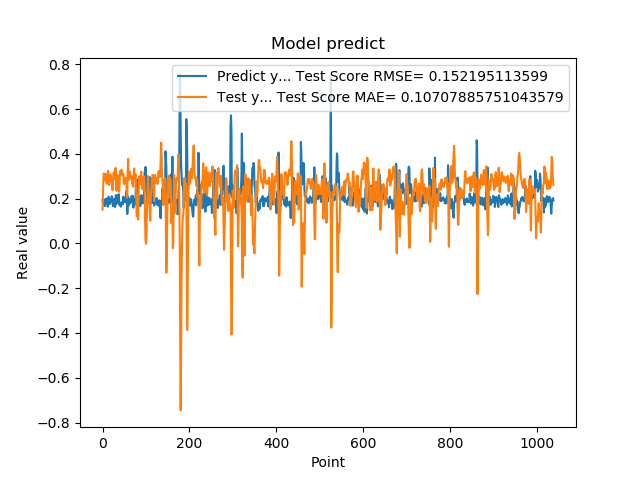 Model predict
Predict y... Test Score RMSE= 0.152195113599
Test y... Test Score MAE= 0.10707885751043579
Real value
0.8
0.6
0.4
0.2
0.0
−0.2
−0.4
−0.6
−0.8
0 200 400 600 800 1000
Point